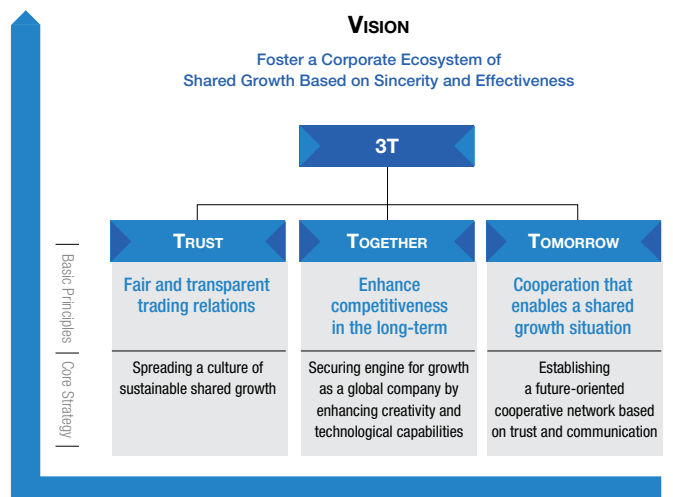 VISION
Foster a Corporate Ecosystem of
Shared Growth Based on Sincerity and Effectiveness
3T
TRUST
TOGETHER
TOMORROW
Basic Principles
Fair and transparent
trading relations
Enhance
competitiveness
in the long-term
Cooperation that
enables a shared
growth situation
Core Strategy
Spreading a culture of
sustainable shared growth
Securing engine for growth
as a global company by
enhancing creativity and
technological capabilities
Establishing
a future-oriented
cooperative network based
on trust and communication